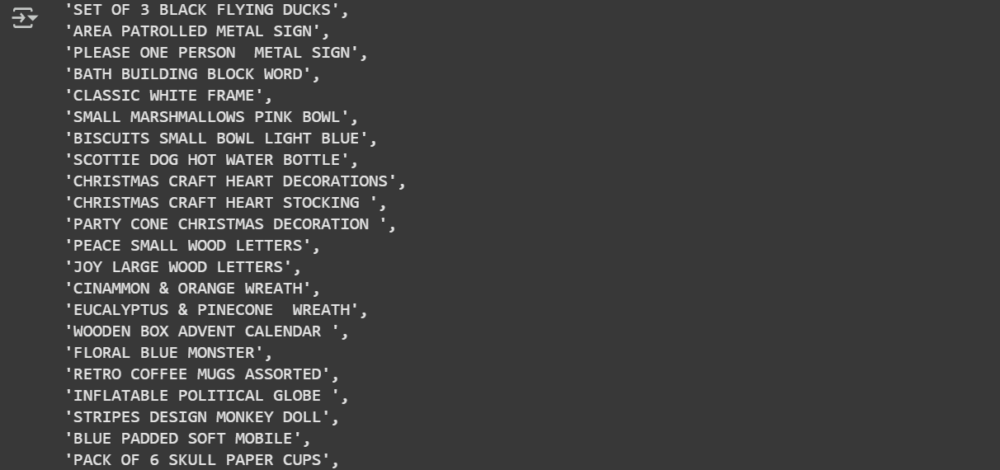 'SET OF 3 BLACK FLYING DUCKS',
'AREA PATROLLED METAL SIGN',
'PLEASE ONE PERSON  METAL SIGN',
'BATH BUILDING BLOCK WORD',
'CLASSIC WHITE FRAME',
'SMALL MARSHMALLOWS PINK BOWL',
'BISCUITS SMALL BOWL LIGHT BLUE',
'SCOTTIE DOG HOT WATER BOTTLE',
'CHRISTMAS CRAFT HEART DECORATIONS',
'CHRISTMAS CRAFT HEART STOCKING ',
'PARTY CONE CHRISTMAS DECORATION ',
'PEACE SMALL WOOD LETTERS',
'JOY LARGE WOOD LETTERS',
'CINAMMON & ORANGE WREATH',
'EUCALYPTUS & PINECONE  WREATH',
'WOODEN BOX ADVENT CALENDAR ',
'FLORAL BLUE MONSTER',
'RETRO COFFEE MUGS ASSORTED',
'INFLATABLE POLITICAL GLOBE ',
'STRIPES DESIGN MONKEY DOLL',
'BLUE PADDED SOFT MOBILE',
'PACK OF 6 SKULL PAPER CUPS',